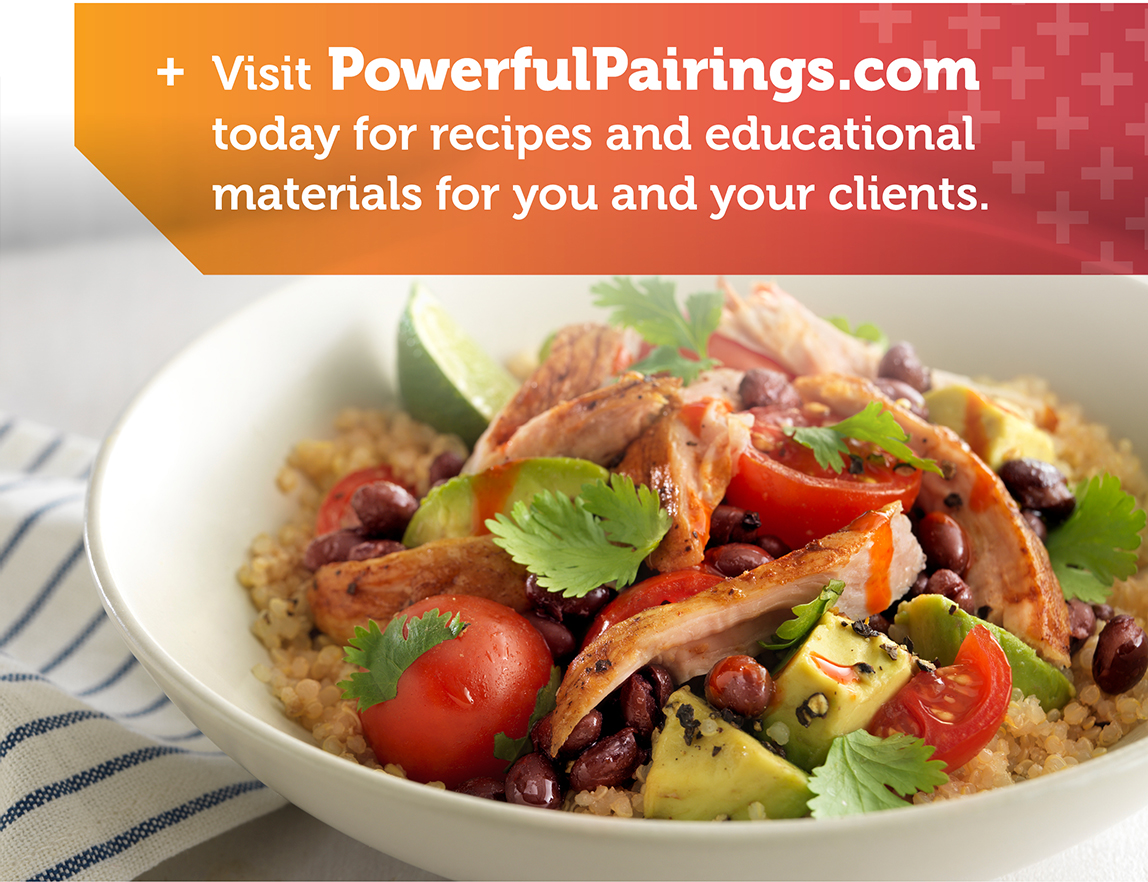 + Visit PowerfulPairings.com
today for recipes and educational
materials for you and your clients.